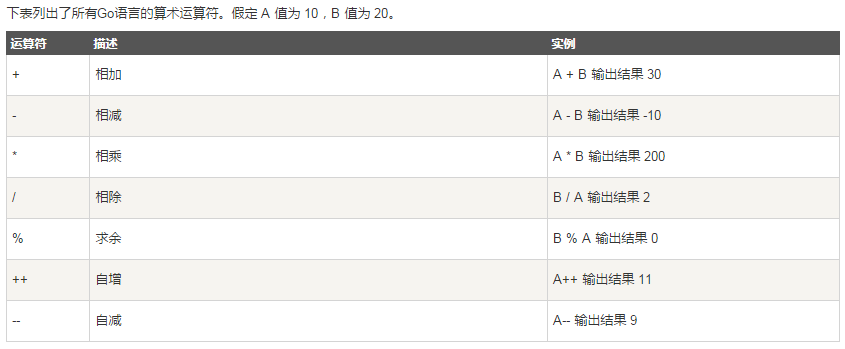 下表列出了所有Go语言的算术运算符。假定 A 值为 10，B 值为 20。
运算符 描述 实例
+ 相加 A + B 输出结果 30
- 相减 A - B 输出结果 -10
* 相乘 A * B 输出结果 200
/ 相除 B / A 输出结果 2
% 求余 B % A 输出结果 0
++ 自增 A++ 输出结果 11
-- 自减 A-- 输出结果 9